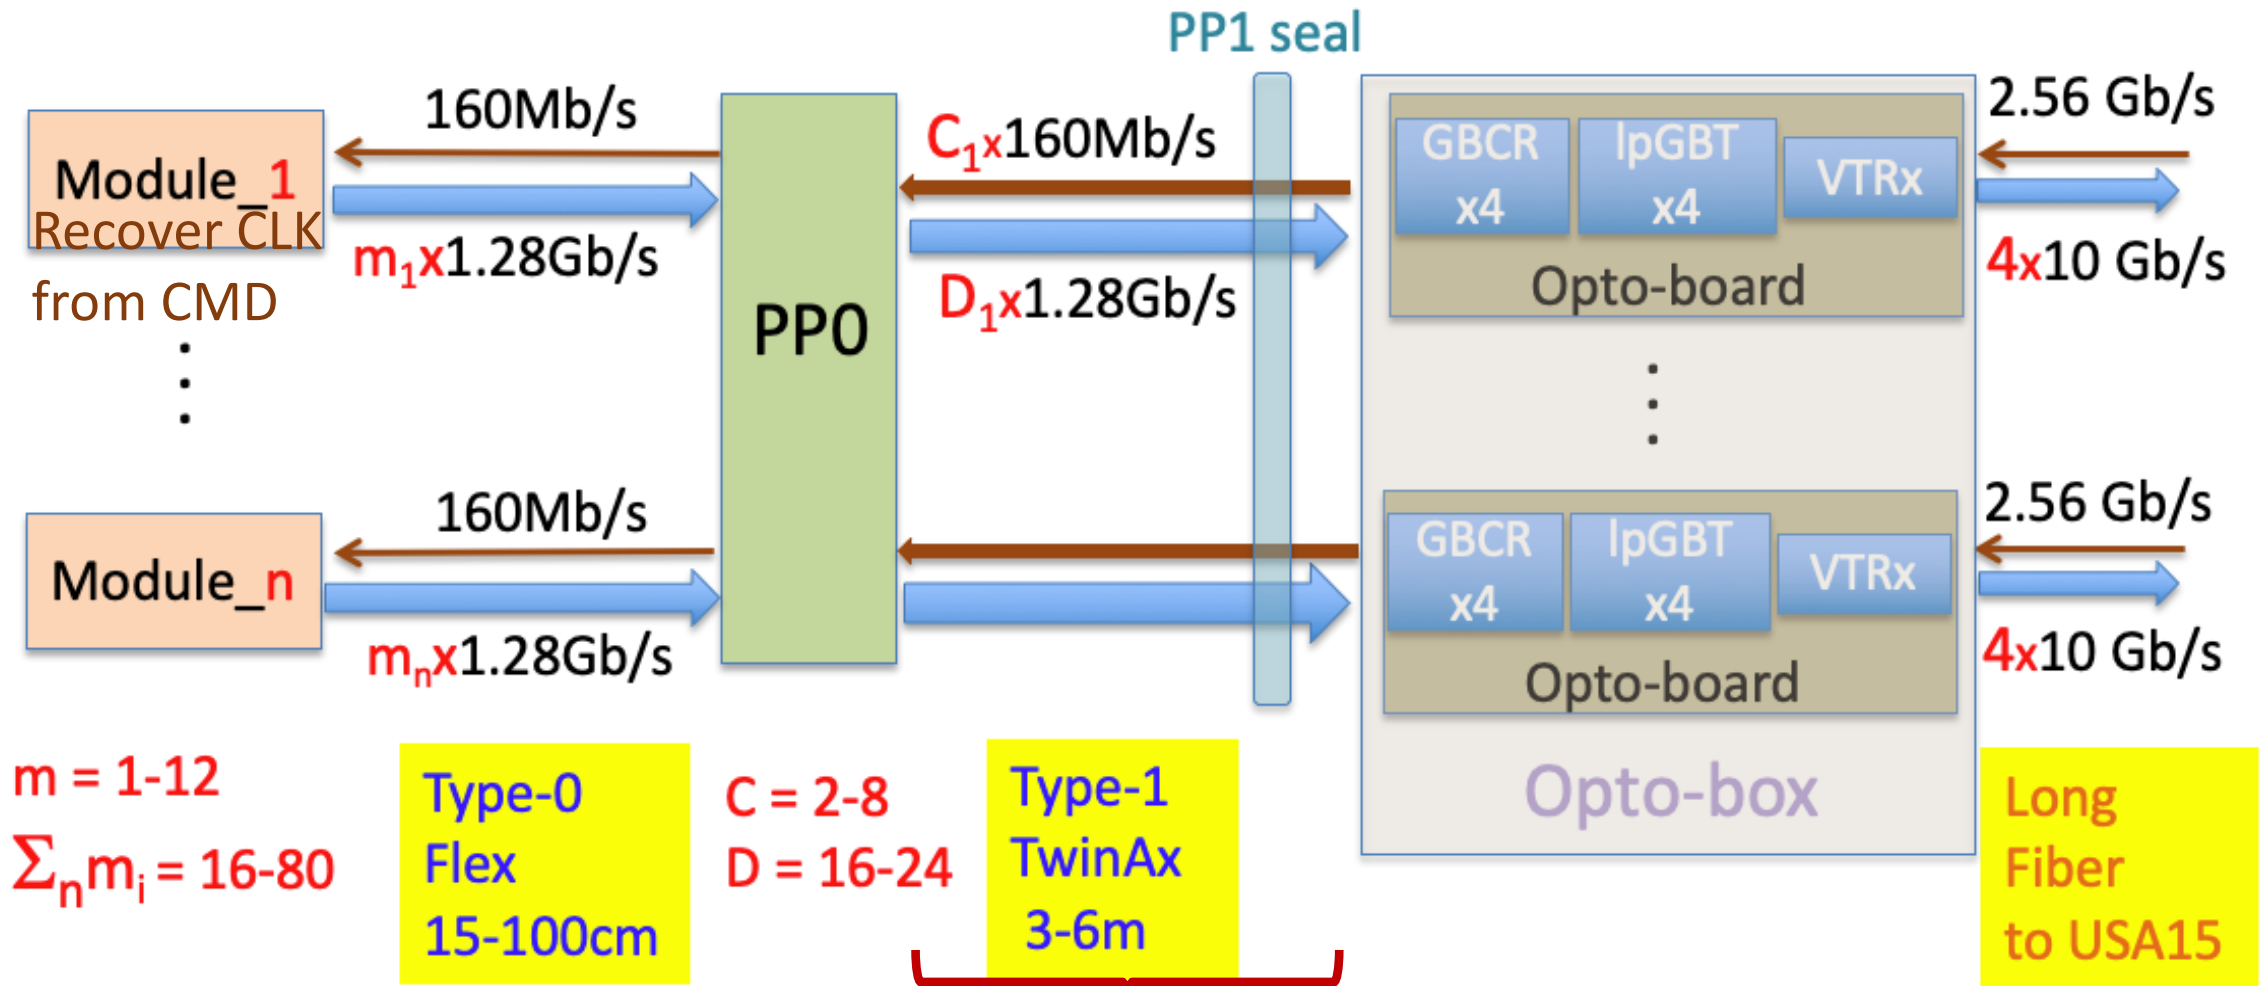 PP1 seal
160Mb/s
C1x160Mb/s
2.56 Gb/s
Module_1
Recover CLK
from CMD
m1x1.28Gb/s
PP0
D1x1.28Gb/s
GBCR
x4
lpGBT
x4
VTRx
Opto-board
4x10 Gb/s
160Mb/s
2.56 Gb/s
Module_n
mnx1.28Gb/s
GBCR
x4
lpGBT
x4
VTRx
Opto-board
4x10 Gb/s
Opto-box
m = 1-12
Σnmi = 16-80
Type-0
Flex
15-100cm
C = 2-8
D = 16-24
Type-1
TwinAx
3-6m
Long
Fiber
to USA15